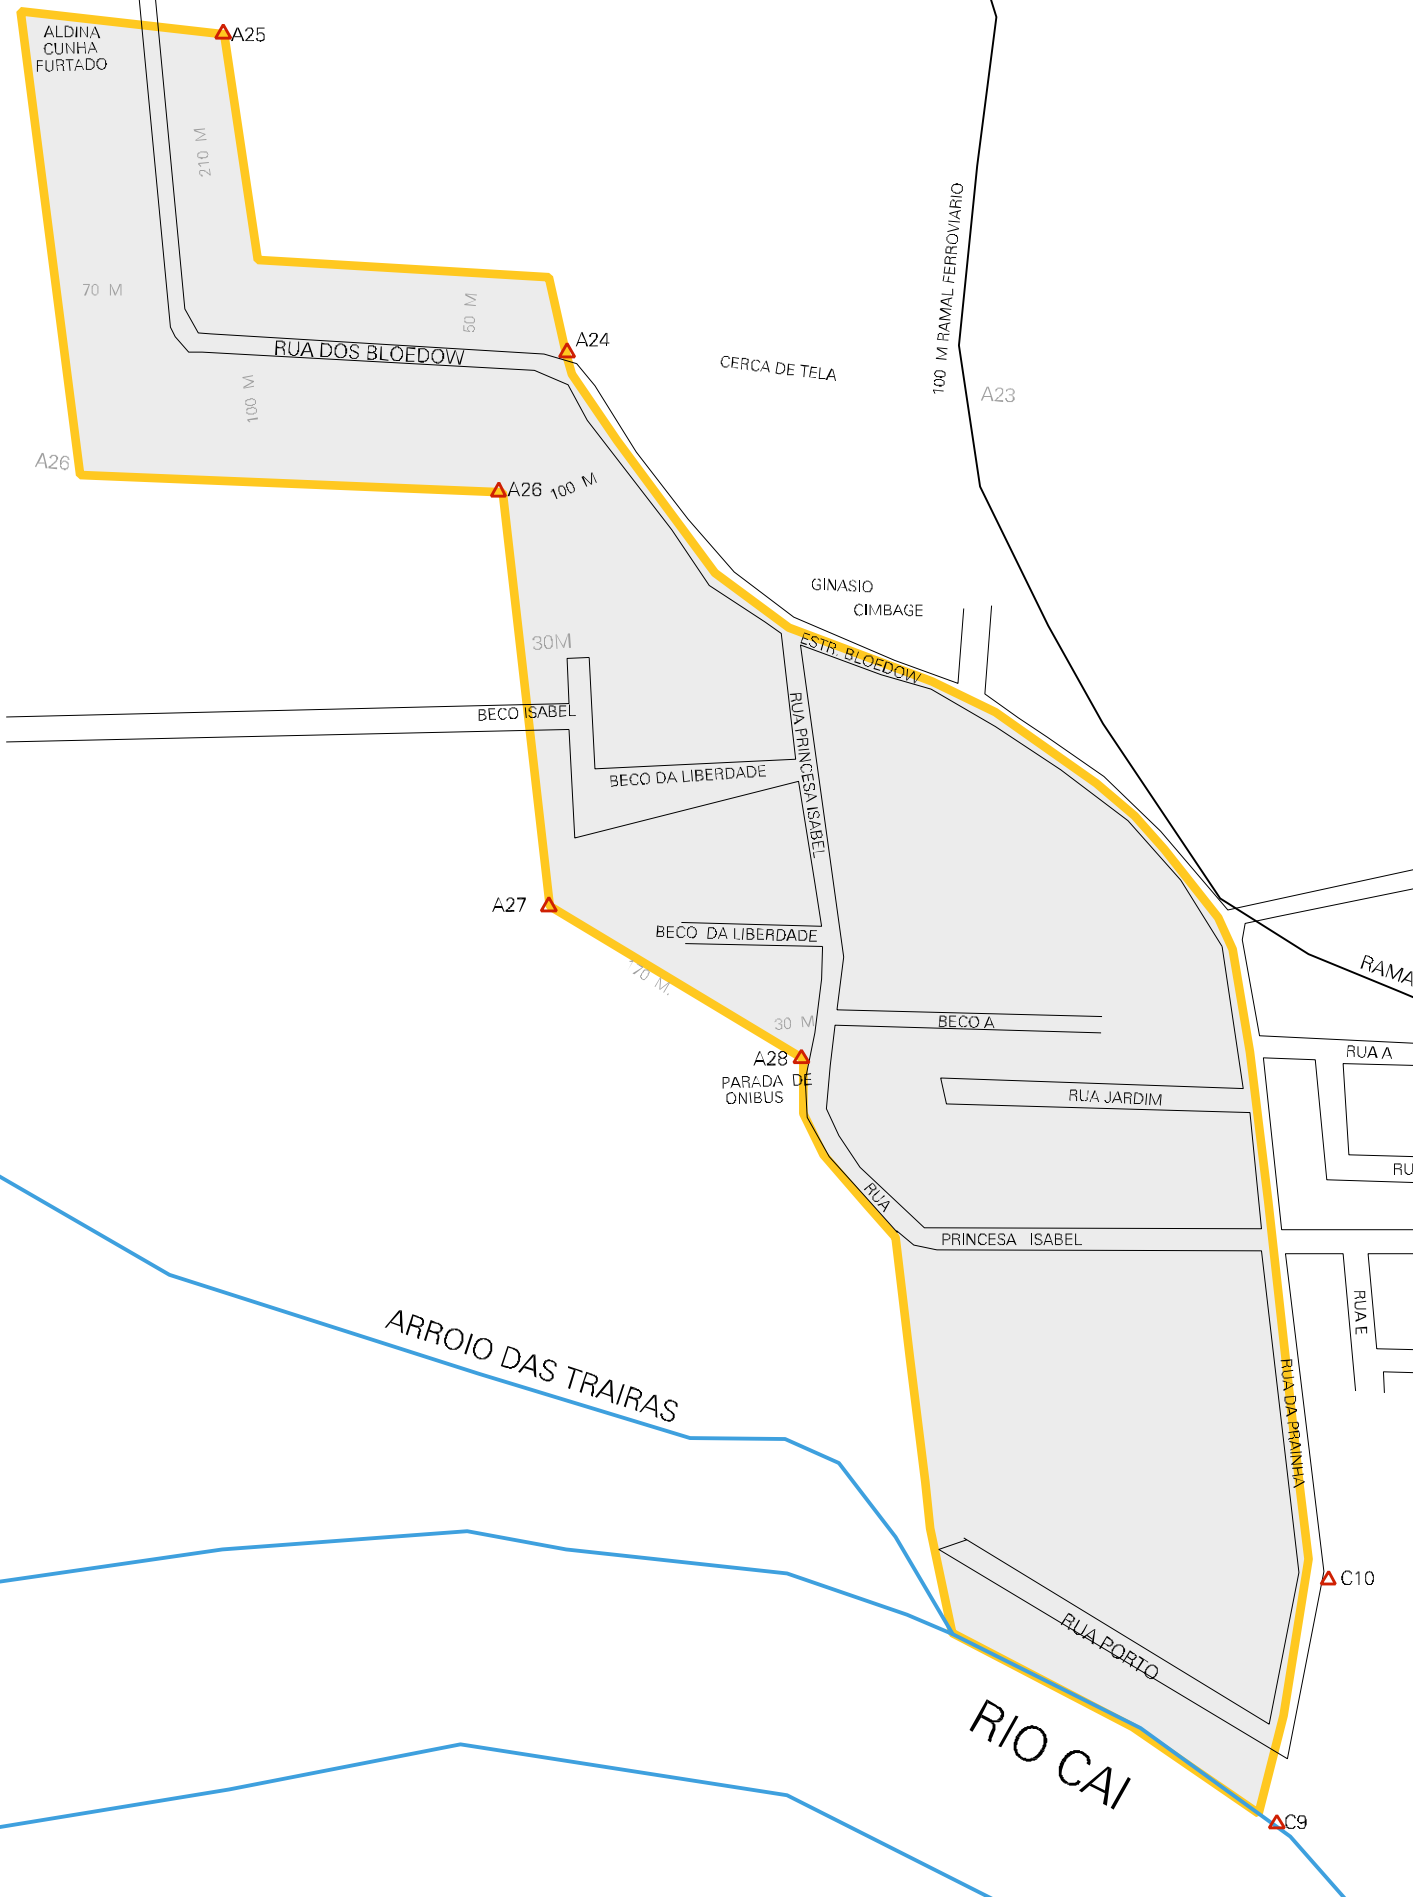 ALDINA
CUNHA
FURTADO
A25
210 M
70 M
50 M
A24
RUA DOS BLOEDOW
100 M
CERCA DE TELA
100 M RAMAL FERROVIARIO
A23
A26
A26
100 M
GINASIO
CIMBAGE
30M
ESTR. BLOEDOW
BECO ISABEL
RUA PRINCESA ISABEL
BECO DA LIBERDADE
A27
BECO DA LIBERDADE
170 M.
30 M
RAMA
BECO A
A28
RUA A
PARADA DE
ONIBUS
RUA JARDIM
RU
RUA
PRINCESA ISABEL
RUA E
ARROIO DAS TRAIRAS
RUA DA PRAINHA
C10
RUA PORTO
RIO CAI
C9